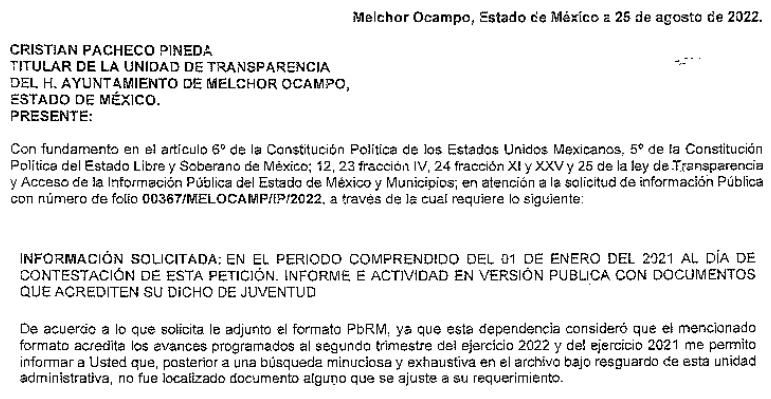 Melchor Ocampo, Estado de México a 25 de agosto de 2022.
CRISTIAN PACHECO PINEDA
TITULAR DE LA UNIDAD DE TRANSPARENCIA
DEL H. AYUNTAMIENTO DE MELCHOR OCAMPO,
ESTADO DE MÉXICO.
PRESENTE:
Con fundamento en el artículo 6º de la Constitución Política de los Estados Unidos Mexicanos, 5º de la Constitución
Política del Estado Libre y Soberano de México; 12, 23 fracción IV, 24 fracción XI y XXV y 25 de la ley de Transparencia
y Acceso de la Información Pública del Estado de México y Municipios; en atención a la solicitud de información Pública
con número de folio 00367/MELOCAMP/IP/2022, a través de la cual requiere lo siguiente:
INFORMACIÓN SOLICITADA: EN EL PERIODO COMPRENDIDO DEL 01 DE ENERO DEL 2021 AL DÍA DE
CONTESTACIÓN DE ESTA PETICIÓN. INFORME E ACTIVIDAD EN VERSIÓN PUBLICA CON DOCUMENTOS
QUE ACREDITEN SU DICHO DE JUVENTUD
De acuerdo a lo que solicita le adjunto el formato PbRM, ya que esta dependencia consideró que el mencionado
formato acredita los avances programados al segundo trimestre del ejercicio 2022 y del ejercicio 2021 me permito
informar a Usted que, posterior a una búsqueda minuciosa y exhaustiva en el archivo bajo resguardo de esta unidad
administrativa, no fue localizado documento alguno que se ajuste a su requerimiento.